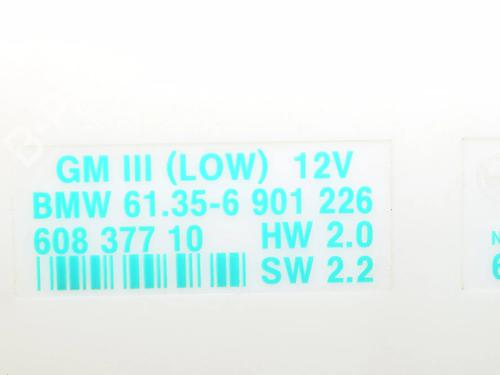 GM III (LOW) 12V
BMW 61.35-6 901 226
608 377 10 HW 2.0
SW 2.2
N
6